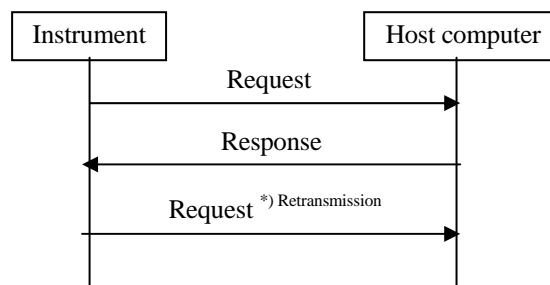 Instrument
Host computer
Request
Response
Request *) Retransmission